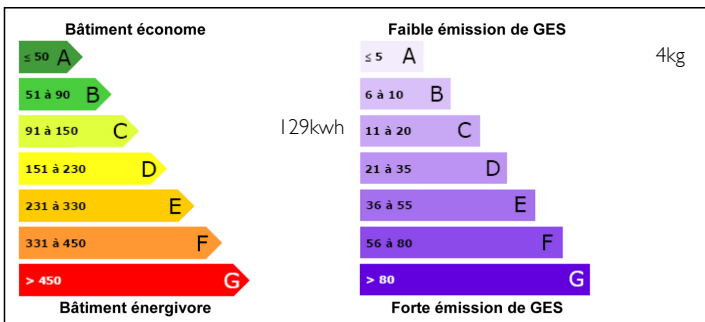 Bâtiment économe
≤ 50 A
51 à 90 B
91 à 150 C
129kwh
151 à 230 D
231 à 330 E
331 à 450 F
> 450 G
Bâtiment énergivore
Faible émission de GES
≤ 5 A
4kg
6 à 10 B
11 à 20 C
21 à 35 D
36 à 55 E
56 à 80 F
> 80 G
Forte émission de GES